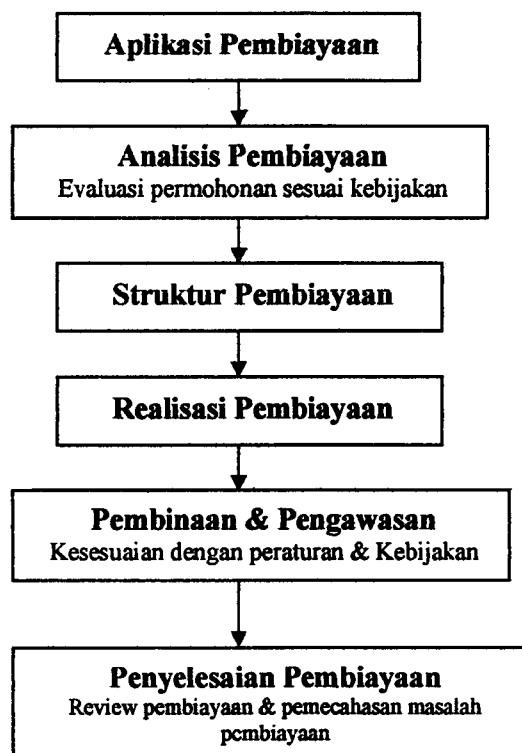 Aplikasi Pembiayaan
Analisis Pembiayaan
Evaluasi permohonan sesuai kebijakan
Struktur Pembiayaan
Realisasi Pembiayaan
Pembinaan & Pengawasan
Kesesuaian dengan peraturan & Kebijakan
Penyelesaian Pembiayaan
Review pembiayaan & pemecahasan masalah
pembiayaan